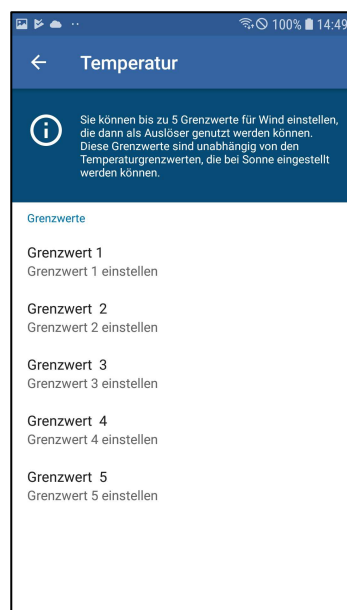 100% 14:49
Temperatur
Sie können bis zu 5 Grenzwerte für Wind einstellen,
die dann als Auslöser genutzt werden können.
Diese Grenzwerte sind unabhängig von den
Temperaturgrenzwerten, die bei Sonne eingestellt
werden können.
Grenzwerte
Grenzwert 1
Grenzwert 1 einstellen
Grenzwert 2
Grenzwert 2 einstellen
Grenzwert 3
Grenzwert 3 einstellen
Grenzwert 4
Grenzwert 4 einstellen
Grenzwert 5
Grenzwert 5 einstellen